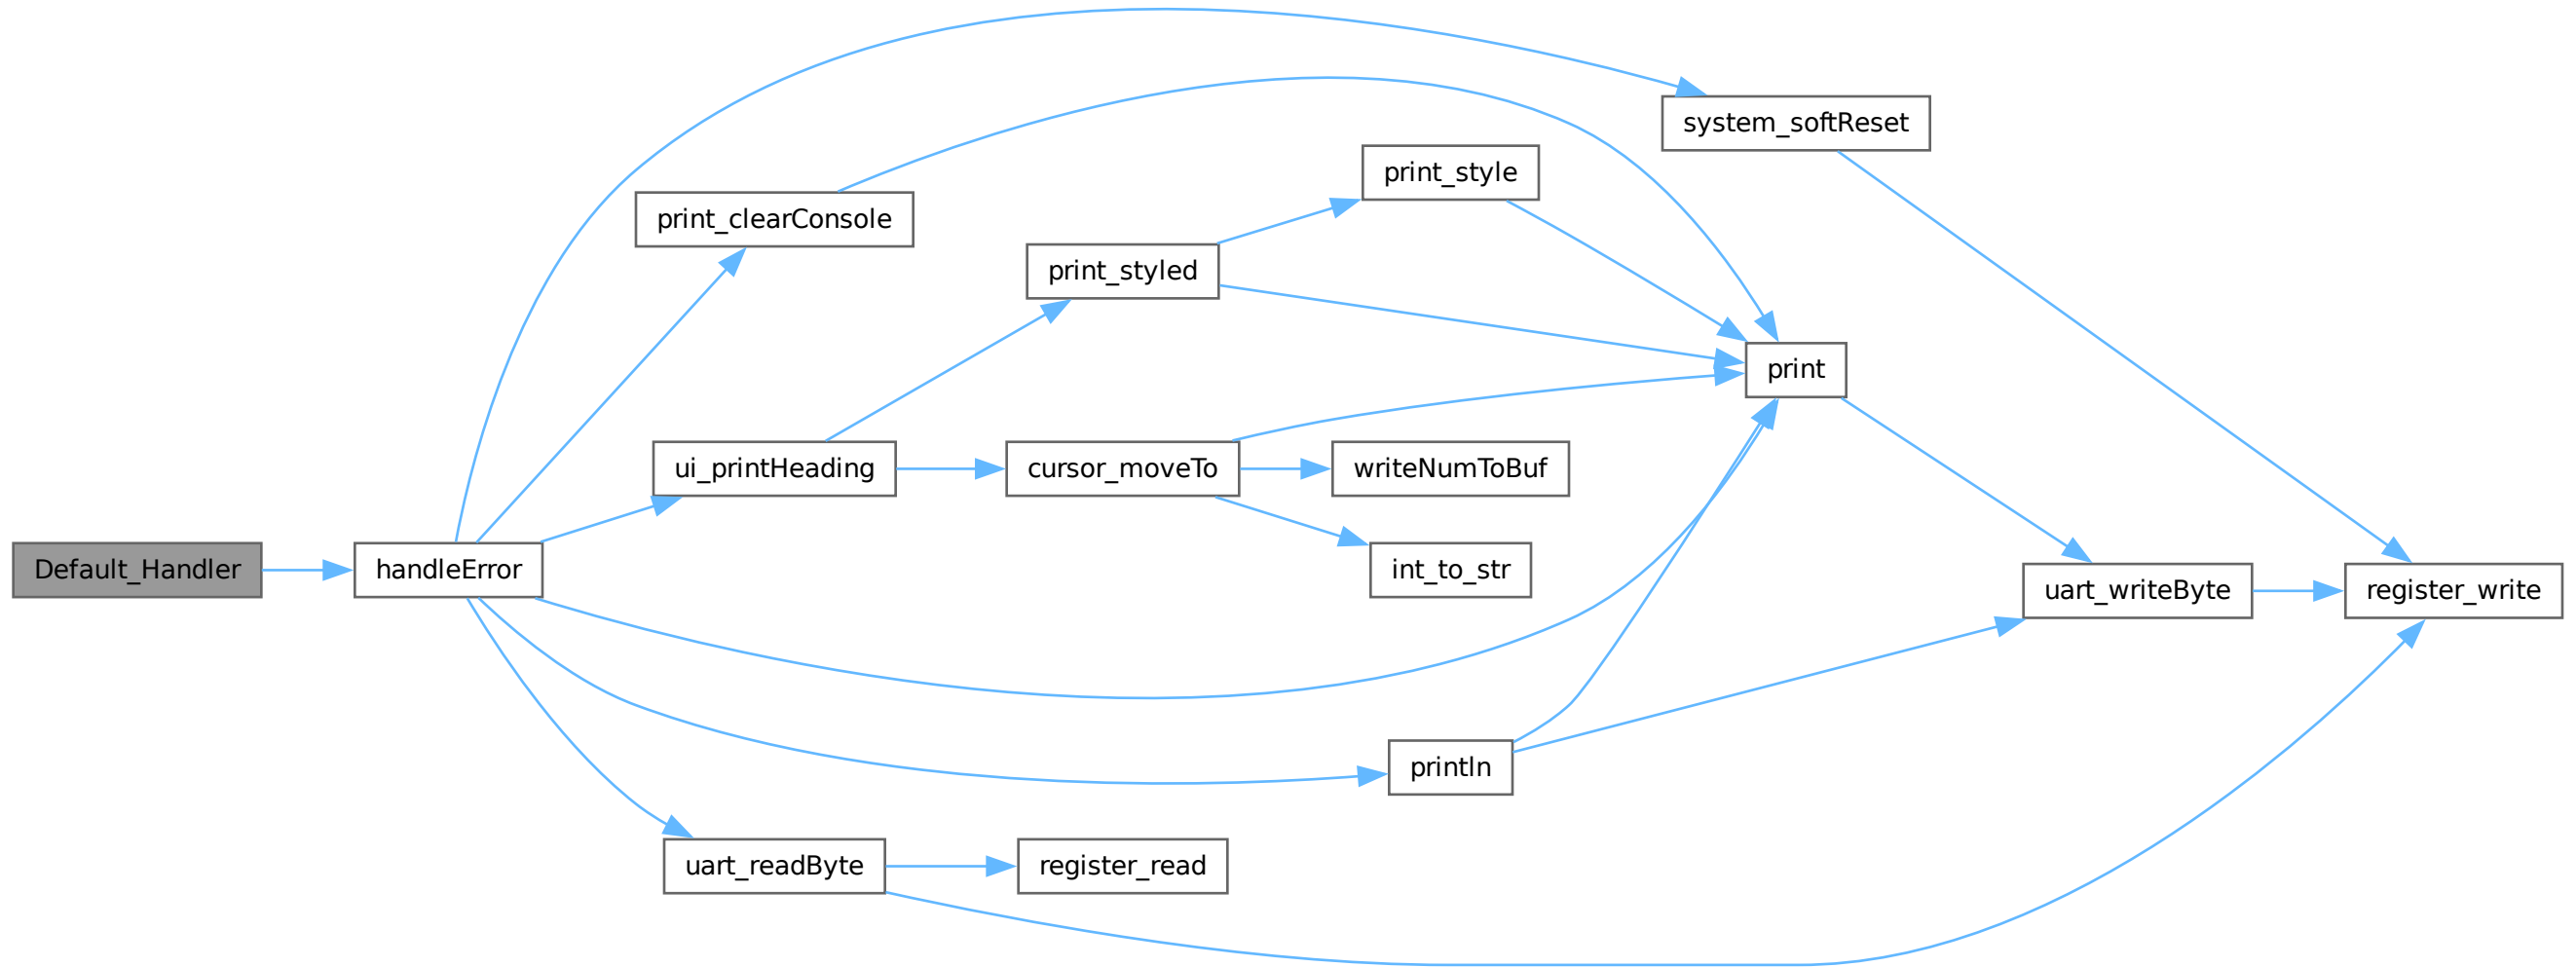 Default_Handler
handleError
print_clearConsole
ui_printHeading
uart_readByte
print_styled
cursor_moveTo
register_read
print_style
writeNumToBuf
int_to_str
println
system_softReset
print
uart_writeByte
register_write